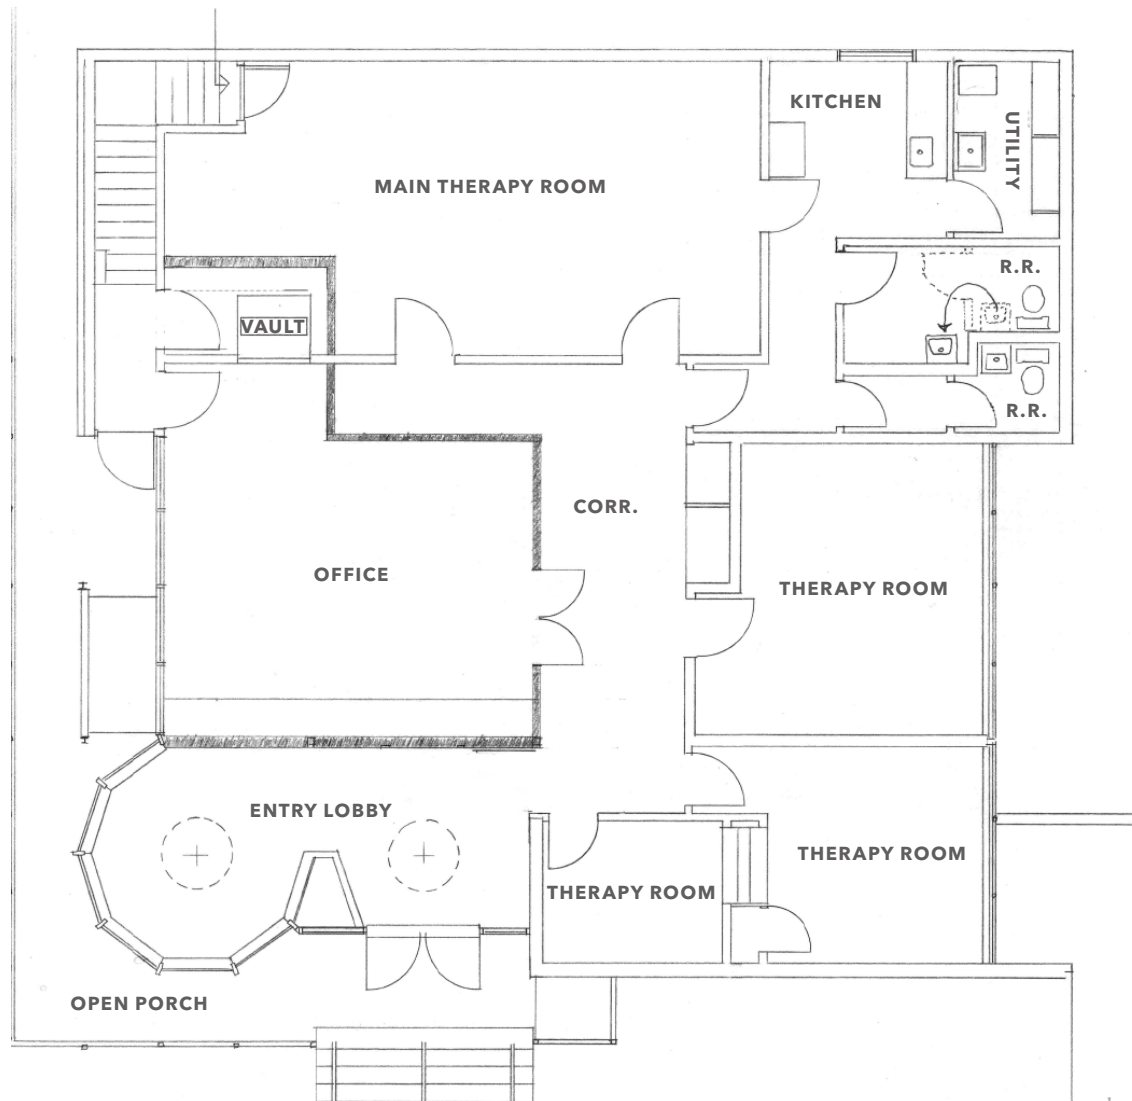 KITCHEN
UTILITY
MAIN THERAPY ROOM
R.R.
VAULT
R.R.
CORR.
OFFICE
THERAPY ROOM
ENTRY LOBBY
THERAPY ROOM
THERAPY ROOM
OPEN PORCH